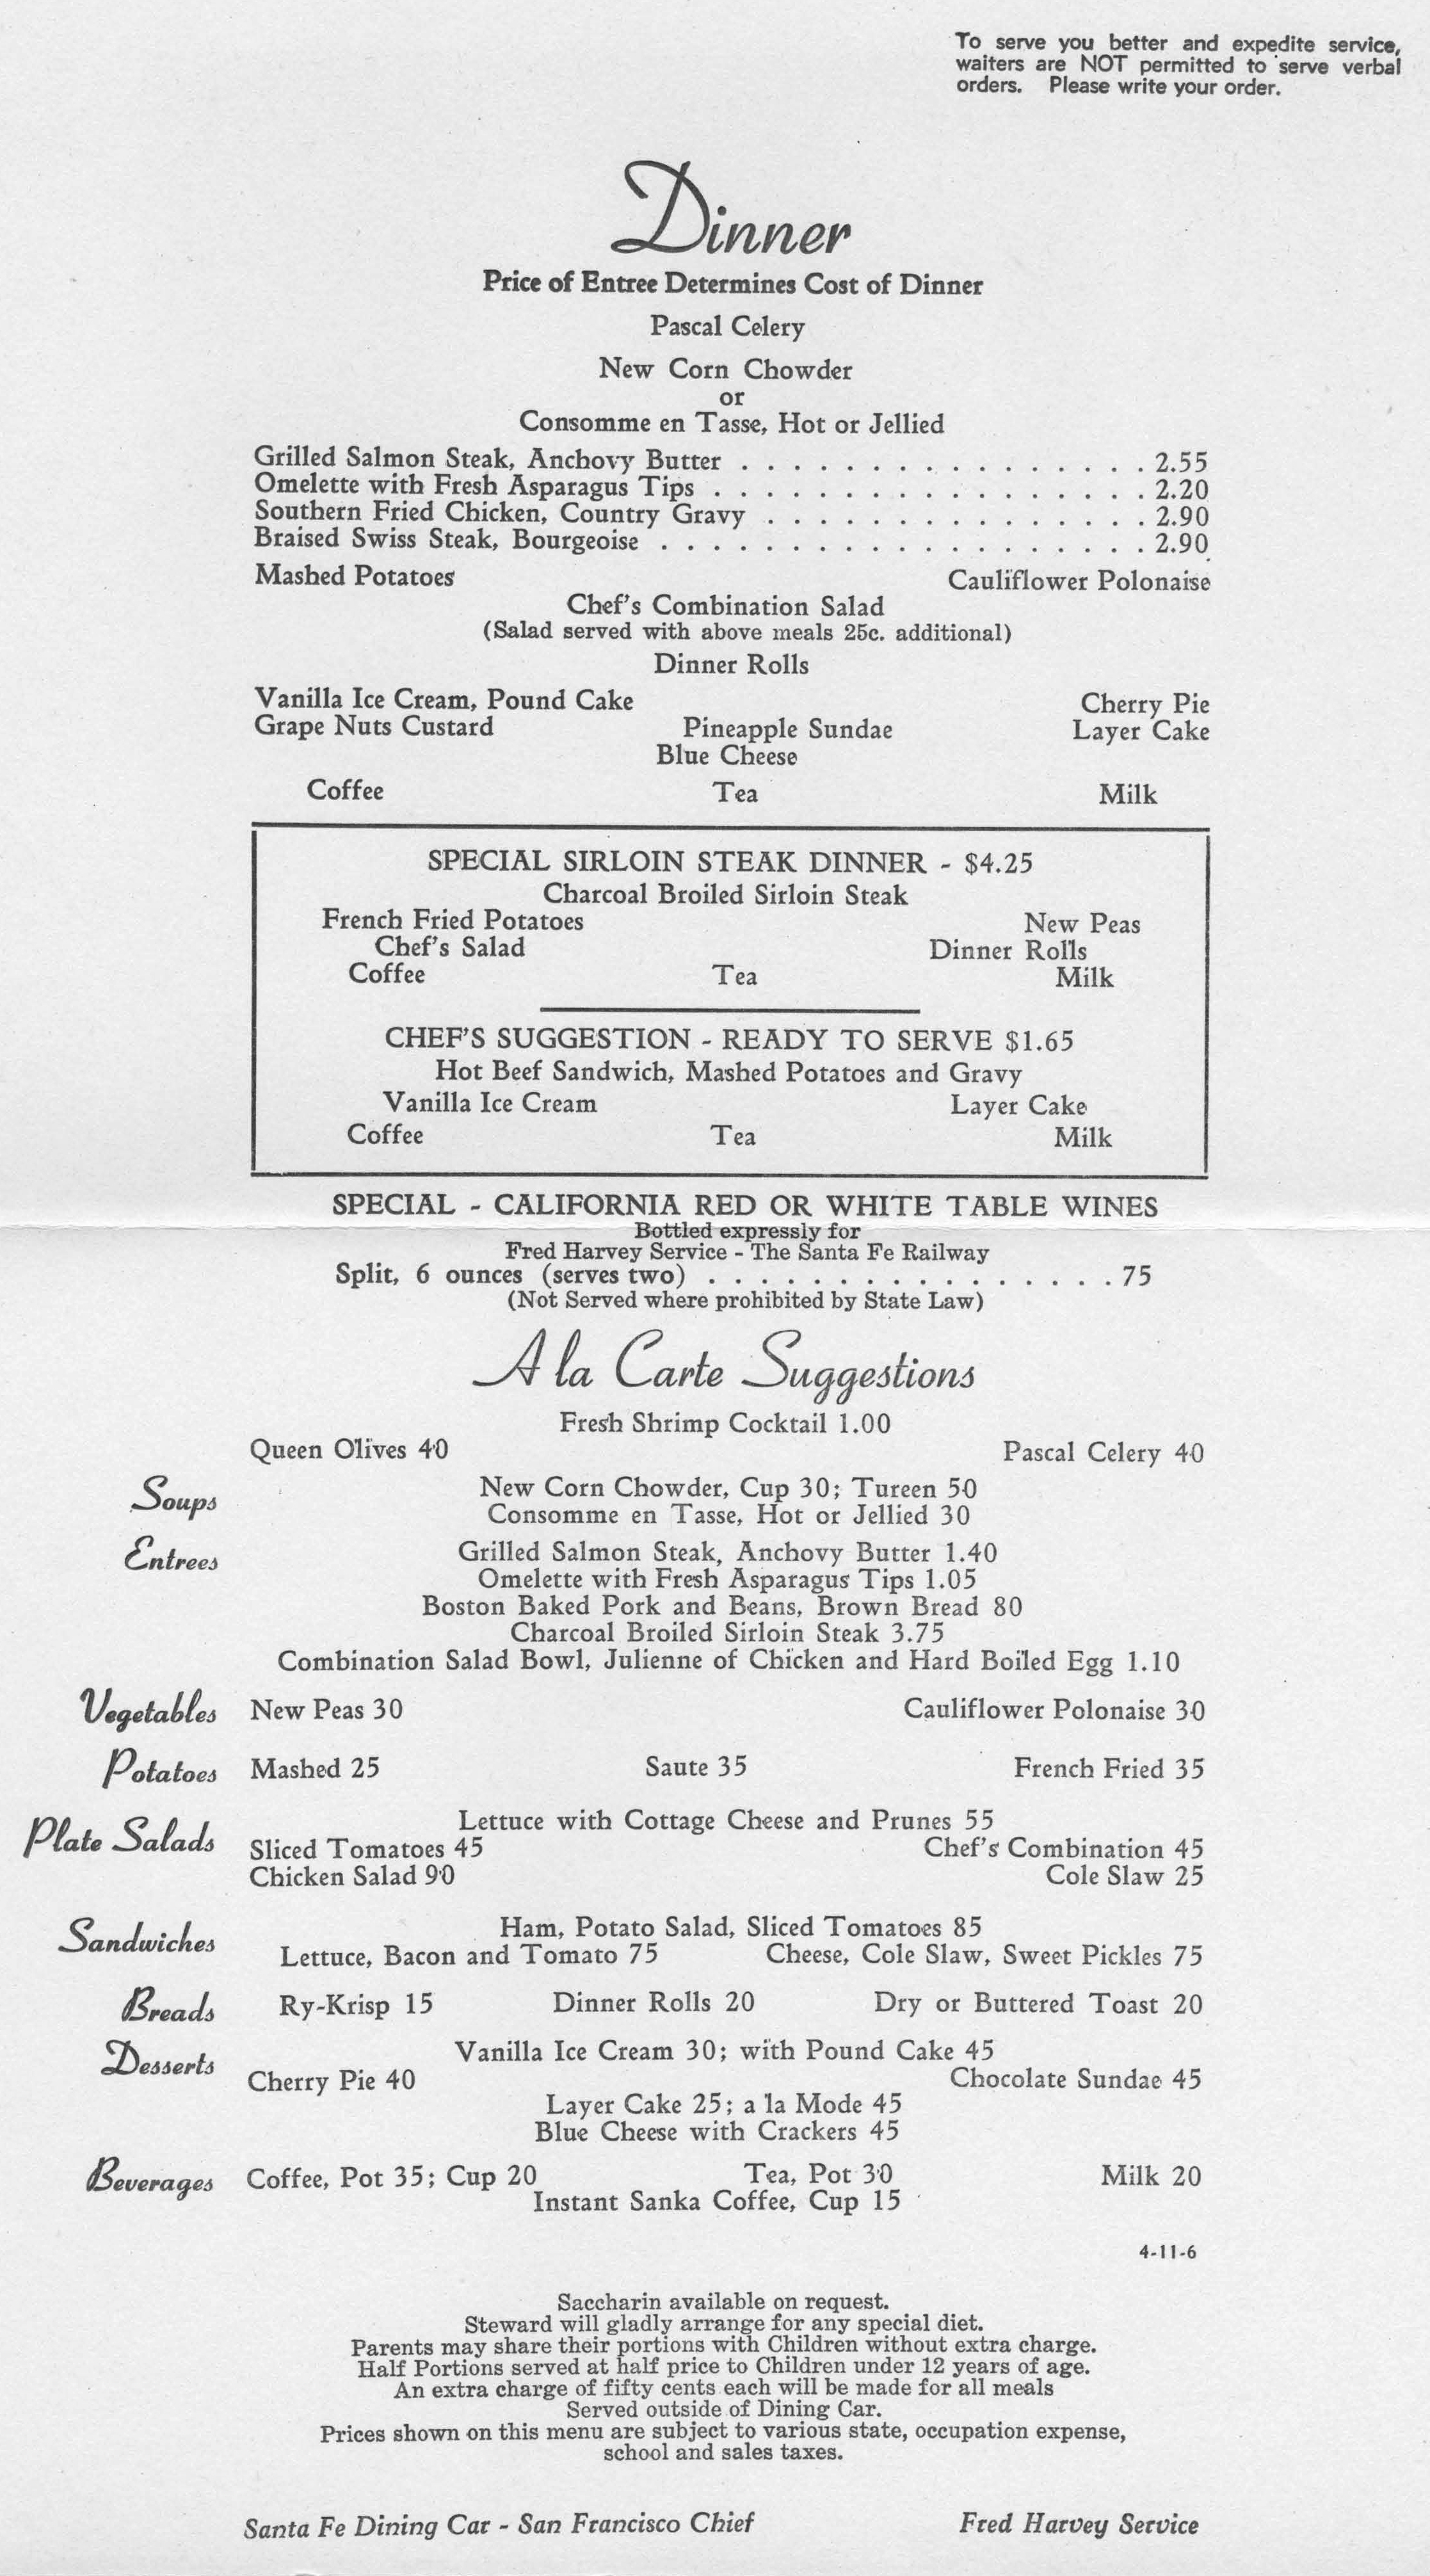 To serve you better and expedite service,
waiters are NOT permitted to serve verbal
orders. Please write your order.
Dinner
Price of Entree Determines Cost of Dinner
Pascal Celery
New Corn Chowder
or
Consomme en Tasse, Hot or Jellied
Grilled Salmon Steak, Anchovy Butter . . . . . . . . . . . . . . . . 2.55
Omelette with Fresh Asparagus Tips . . . . . . . . . . . . . . . . . 2.20
Southern Fried Chicken, Country Gravy . . . . . . . . . . . . . . . 2.90
Braised Swiss Steak, Bourgeoise . . . . . . . . . . . . . . . . . . . 2.90
Mashed Potatoes Cauliflower Polonaise
Chef's Combination Salad
(Salad served with above meals 25c. additional)
Dinner Rolls
Vanilla Ice Cream, Pound Cake Cherry Pie
Grape Nuts Custard Pineapple Sundae Layer Cake
Blue Cheese
Coffee Tea Milk
SPECIAL SIRLOIN STEAK DINNER - $4.25
Charcoal Broiled Sirloin Steak
French Fried Potatoes New Peas
Chef's Salad Dinner Rolls
Coffee Tea Milk
CHEF'S SUGGESTION - READY TO SERVE $1.65
Hot Beef Sandwich, Mashed Potatoes and Gravy
Vanilla Ice Cream Layer Cake
Coffee Tea Milk
SPECIAL - CALIFORNIA RED OR WHITE TABLE WINES
Bottled expressly for
Fred Harvey Service - The Santa Fe Railway
Split, 6 ounces (serves two) . . . . . . . . . . . . . . . . 75
(Not Served where prohibited by State Law)
A la Carte Suggestions
Fresh Shrimp Cocktail 1.00
Queen Olives 40 Pascal Celery 40
Soups New Corn Chowder, Cup 30; Tureen 50
Consomme en Tasse, Hot or Jellied 30
Entrees Grilled Salmon Steak, Anchovy Butter 1.40
Omelette with Fresh Asparagus Tips 1.05
Boston Baked Pork and Beans, Brown Bread 80
Charcoal Broiled Sirloin Steak 3.75
Combination Salad Bowl, Julienne of Chicken and Hard Boiled Egg 1.10
Vegetables New Peas 30 Cauliflower Polonaise 30
Potatoes Mashed 25 Saute 35 French Fried 35
Plate Salads Lettuce with Cottage Cheese and Prunes 55
Sliced Tomatoes 45 Chef's Combination 45
Chicken Salad 90 Cole Slaw 25
Sandwiches Ham, Potato Salad, Sliced Tomatoes 85
Lettuce, Bacon and Tomato 75 Cheese, Cole Slaw, Sweet Pickles 75
Breads Ry-Krisp 15 Dinner Rolls 20 Dry or Buttered Toast 20
Desserts Vanilla Ice Cream 30; with Pound Cake 45
Cherry Pie 40 Chocolate Sundae 45
Layer Cake 25; a la Mode 45
Blue Cheese with Crackers 45
Beverages Coffee, Pot 35; Cup 20 Tea, Pot 30 Milk 20
Instant Sanka Coffee, Cup 15
4-11-6
Saccharin available on request.
Steward will gladly arrange for any special diet.
Parents may share their portions with Children without extra charge.
Half Portions served at half price to Children under 12 years of age.
An extra charge of fifty cents each will be made for all meals
Served outside of Dining Car.
Prices shown on this menu are subject to various state, occupation expense,
school and sales taxes.
Santa Fe Dining Car - San Francisco Chief Fred Harvey Service